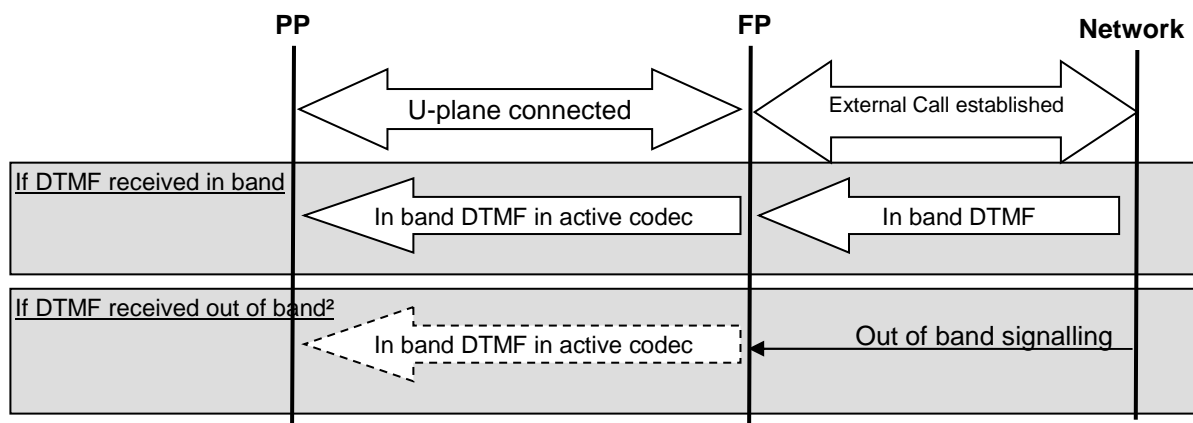 PP
FP
Network
U-plane connected
External Call established
If DTMF received in band
In band DTMF in active codec
In band DTMF
If DTMF received out of band²
In band DTMF in active codec
Out of band signalling